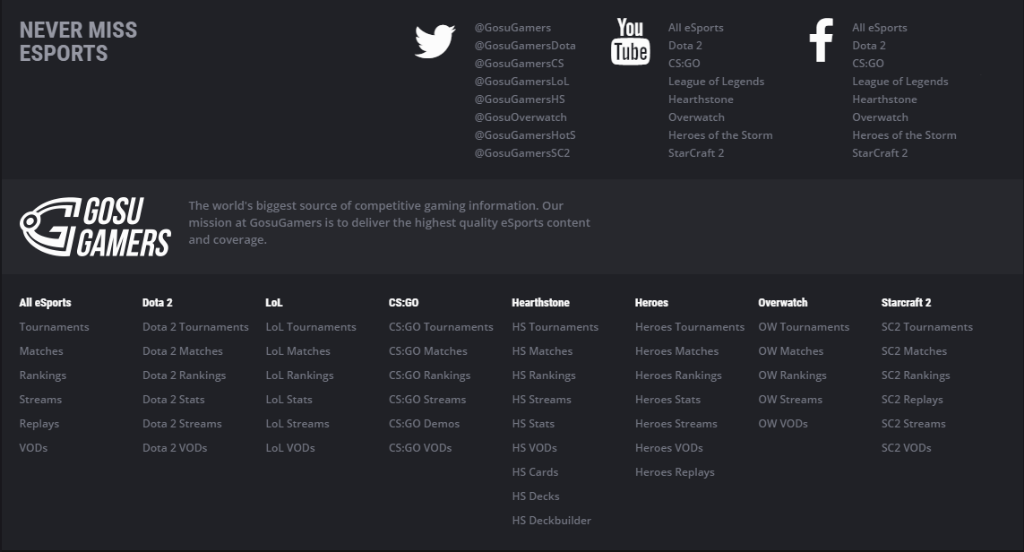 NEVER MISS
ESPORTS
@GosuGamers
@GosuGamersDota
@GosuGamersCS
@GosuGamersLoL
@GosuGamersHS
@GosuOverwatch
@GosuGamersHotS
@GosuGamersSC2
You
Tube
All eSports
Dota 2
CS:GO
League of Legends
Hearthstone
Overwatch
Heroes of the Storm
StarCraft 2
All eSports
Dota 2
CS:GO
League of Legends
Hearthstone
Overwatch
Heroes of the Storm
StarCraft 2
GOSU
GAMERS
The world's biggest source of competitive gaming information. Our
mission at GosuGamers is to deliver the highest quality eSports content
and coverage.
All eSports
Tournaments
Matches
Rankings
Streams
Replays
VODs
Dota 2
Dota 2 Tournaments
Dota 2 Matches
Dota 2 Rankings
Dota 2 Stats
Dota 2 Streams
Dota 2 VODs
LoL
LoL Tournaments
LoL Matches
LoL Rankings
LoL Stats
LoL Streams
LoL VODs
CS:GO
CS:GO Tournaments
CS:GO Matches
CS:GO Rankings
CS:GO Streams
CS:GO Demos
CS:GO VODs
Hearthstone
HS Tournaments
HS Matches
HS Rankings
HS Streams
HS Stats
HS VODs
HS Cards
HS Decks
HS Deckbuilder
Heroes
Heroes Tournaments
Heroes Matches
Heroes Rankings
Heroes Stats
Heroes Streams
Heroes VODs
Heroes Replays
Overwatch
OW Tournaments
OW Matches
OW Rankings
OW Streams
OW VODs
Starcraft 2
SC2 Tournaments
SC2 Matches
SC2 Rankings
SC2 Replays
SC2 Streams
SC2 VODs